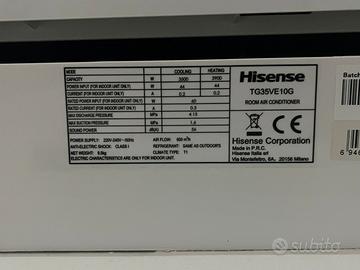 MODE COOLING HEATING
CAPACITY W 3500 3900
POWER INPUT (FOR INDOOR UNIT ONLY) W 44 44
CURRENT (FOR INDOOR UNIT ONLY) A 0.2 0.2
RATED POWER INPUT (FOR INDOOR UNIT ONLY) W 60
RATED CURRENT (FOR INDOOR UNIT ONLY) A 0.3
MAX DISCHARGE PRESSURE MPa 4.15
MAX SUCTION PRESSURE MPa 1.6
SOUND POWER dB(A) 54
POWER SUPPLY: 220V-240V~50Hz AIR FLOW: 600 m³/h
ANTI-ELECTRIC SHOCK: CLASS I REFRIGERANT: SAME AS OUTDOORS
NET WEIGHT: CLIMATE TYPE: T1
ELECTRIC CHARACTERISTICS ARE FOR INDOOR UNIT ONLY.
Hisense
TG35VE10G
ROOM AIR CONDITIONER
CE
Hisense Corporation
Made in P.R.C.
Hisense Italia srl
Via Montefeltro, 6A, 20156 Milano
Batch
6 946
subito